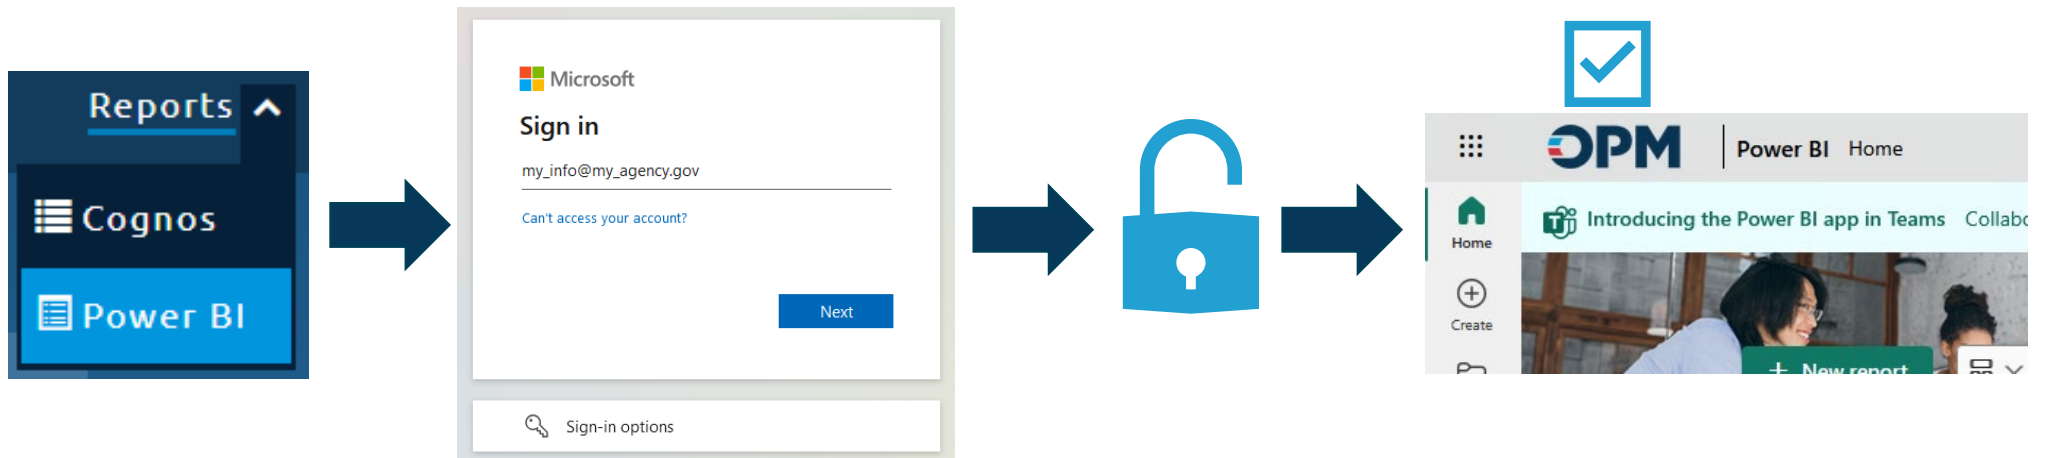 Reports
Cognos
Power BI
Microsoft
Sign in
my_info@my_agency.gov
Can't access your account?
Next
Sign-in options
OPM
Power BI Home
Introducing the Power BI app in Teams Collabo
Home
Create
+ New report